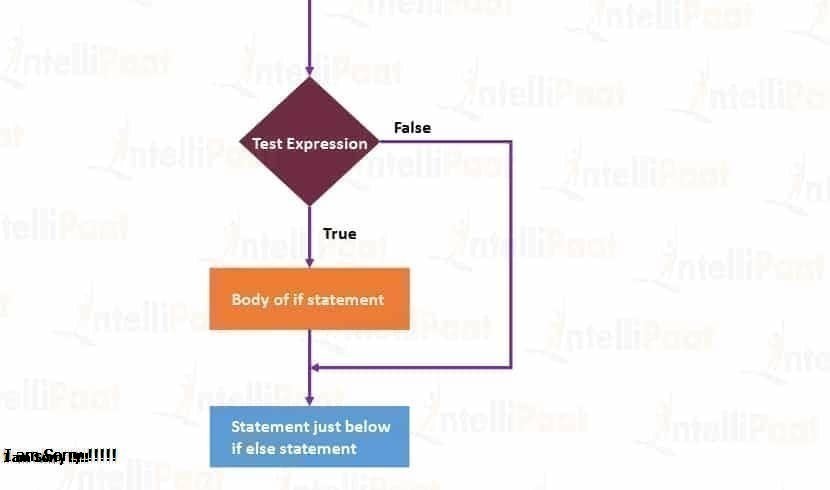 False
Test Expression
True
Body of if statement
Statement just below
if else statement
I am Sorry!!!!!
IntelliPaat